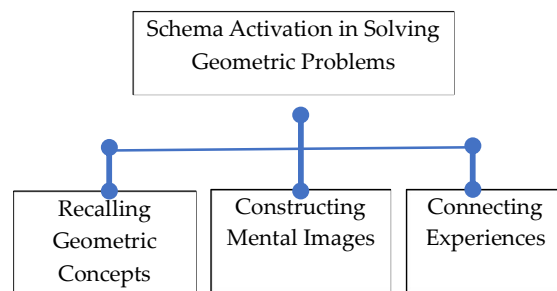 Schema Activation in Solving
Geometric Problems
Recalling
Geometric
Concepts
Constructing
Mental Images
Connecting
Experiences